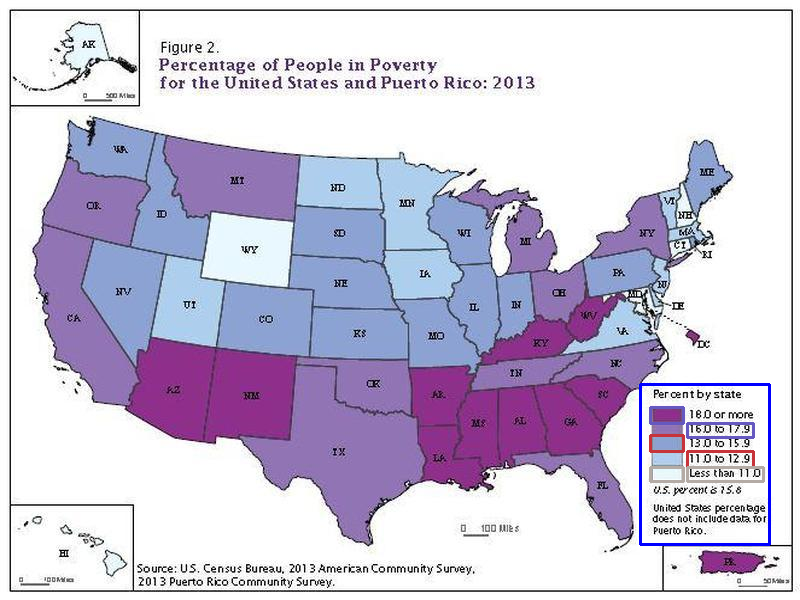 AK
500 Miles
Figure 2.
Percentage of People in Poverty
for the United States and Puerto Rico: 2013
WA
MT
ND
MN
ME
VT
NH
OR
ID
WY
SD
WI
MI
NY
MA
CT
RI
NV
UT
NE
IA
PA
NJ
CA
CO
KS
MO
IL
IN
OH
MD
DE
WV
VA
DC
KY
AZ
NM
OK
AR
TN
NC
SC
MS
AL
GA
TX
LA
FL
Percent by state
18.0 or more
16.0 to 17.9
13.0 to 15.9
11.0 to 12.9
Less than 11.0
U.S. percent is 15.8
United States percentage
does not include data for
Puerto Rico.
0 100 Miles
HI
0 100 Miles
Source: U.S. Census Bureau, 2013 American Community Survey,
2013 Puerto Rico Community Survey.
PR
0 50 Miles